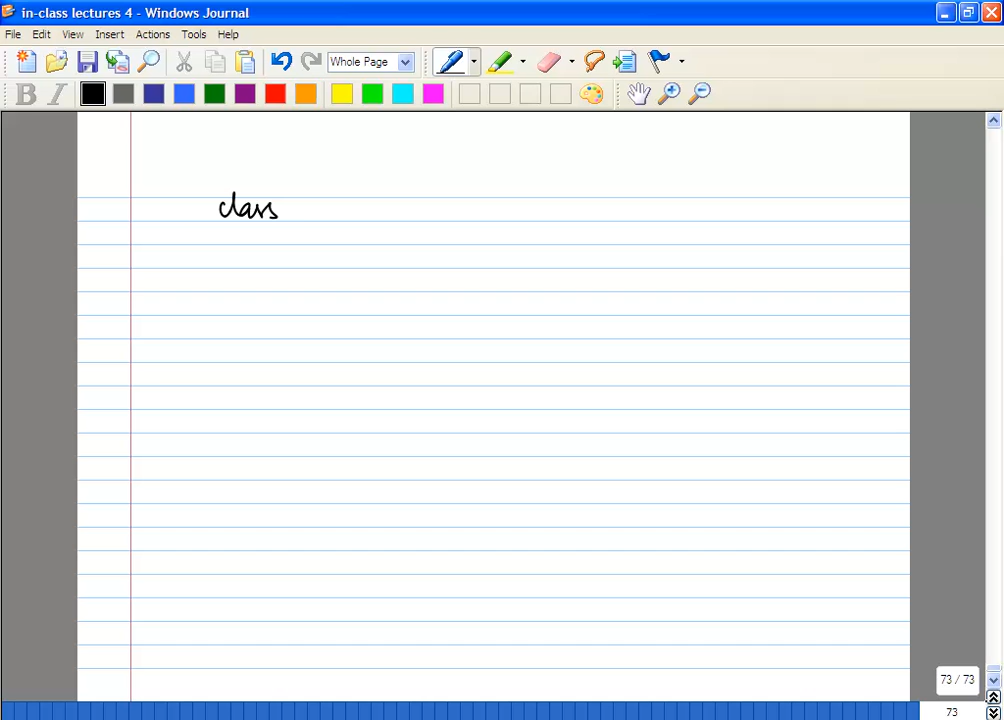 in-class lectures 4 - Windows Journal
File Edit View Insert Actions Tools Help
Whole Page
B I
class
73 / 73
73